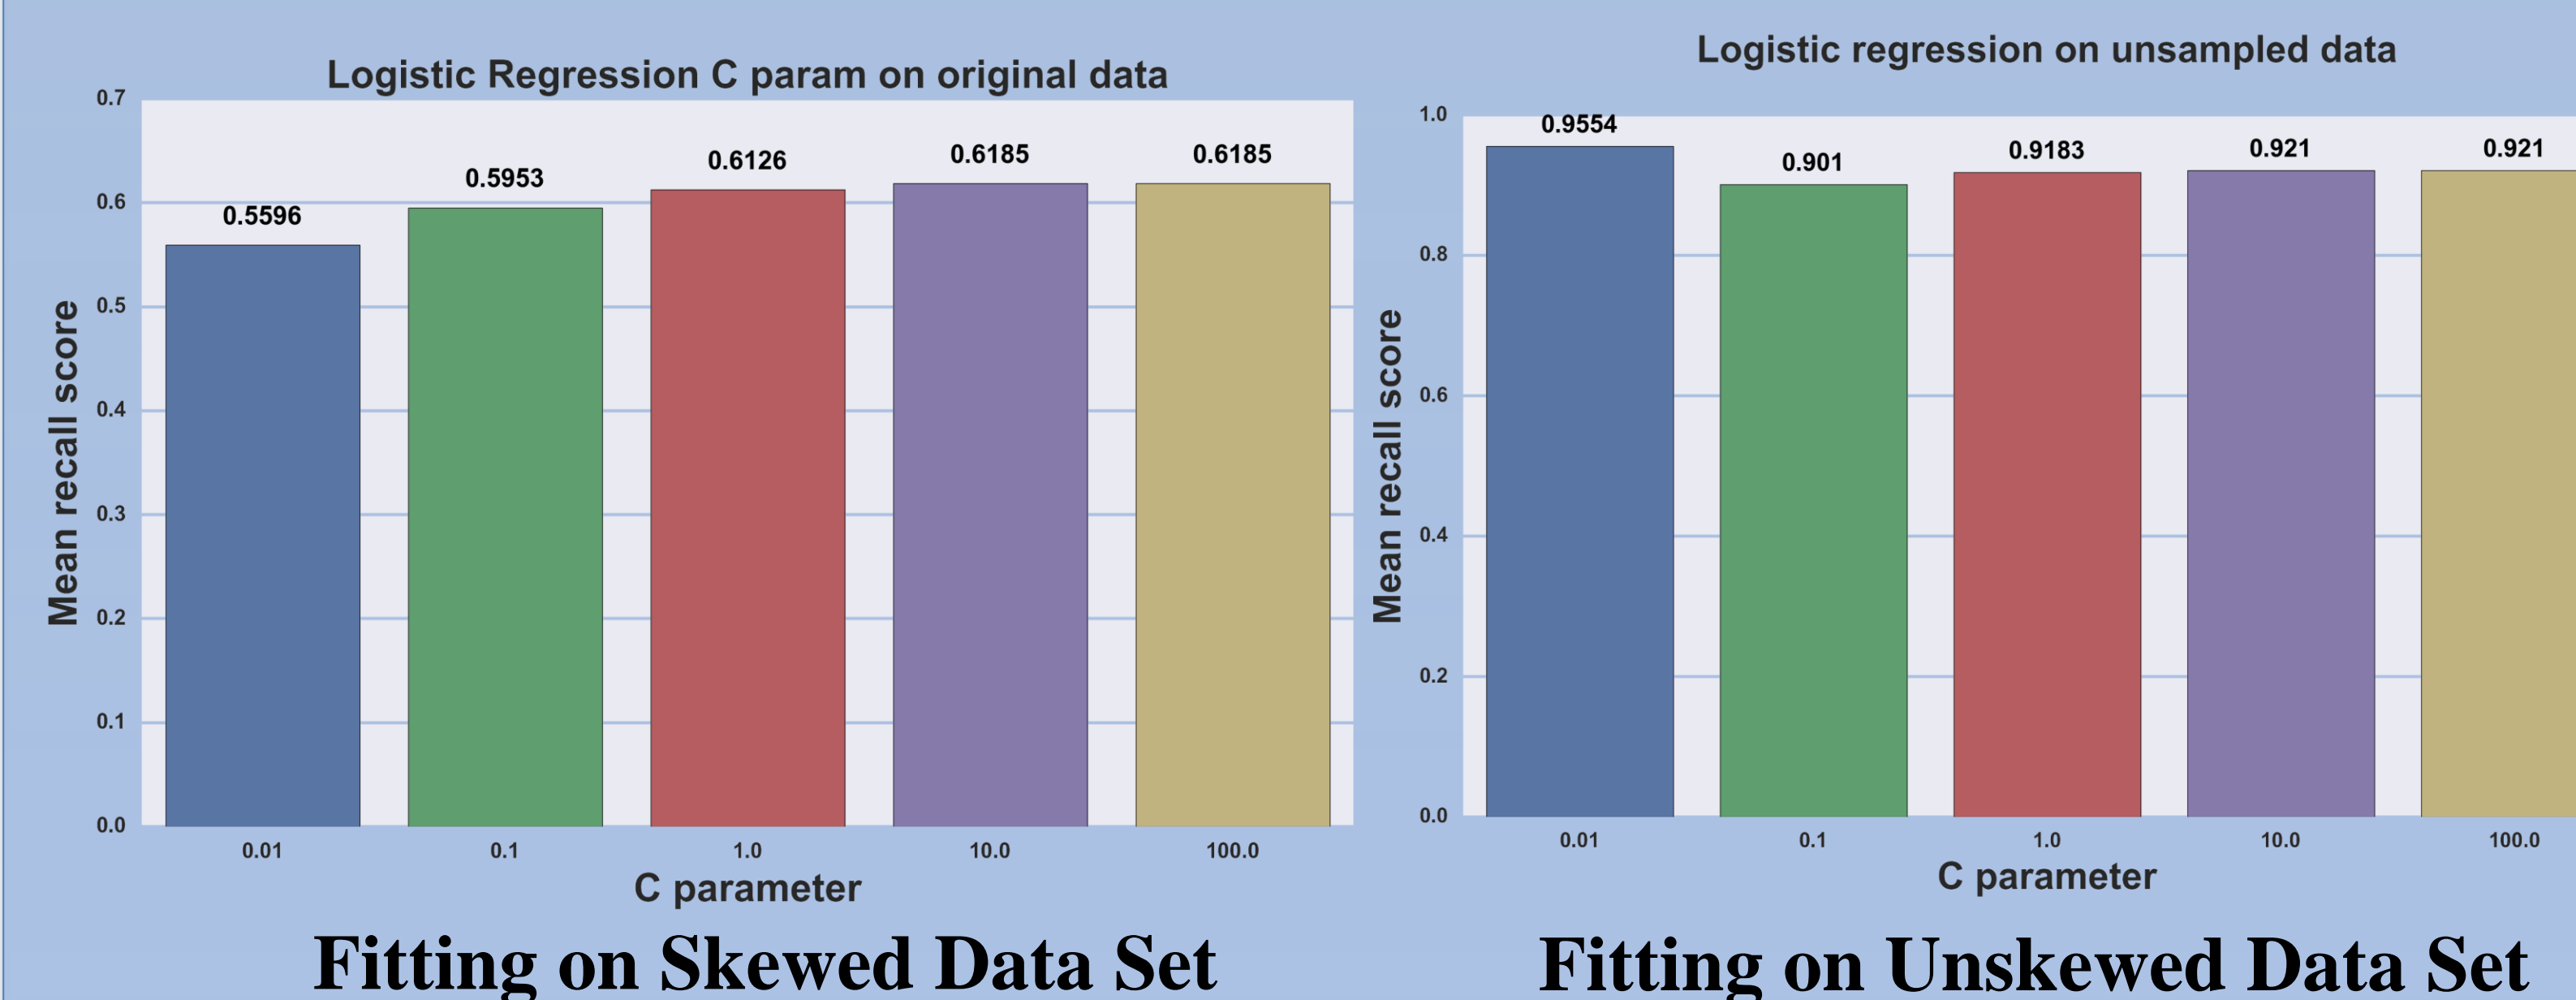 Logistic Regression C param on original data
0.7
0.6
0.5
0.4
0.3
0.2
0.1
0.0
Mean recall score
0.5596
0.5953
0.6126
0.6185
0.6185
0.01 0.1 1.0 10.0 100.0
C parameter
Fitting on Skewed Data Set
Logistic regression on unsampled data
1.0
0.8
0.6
0.4
0.2
0.0
Mean recall score
0.9554
0.901
0.9183
0.921
0.921
0.01 0.1 1.0 10.0 100.0
C parameter
Fitting on Unskewed Data Set